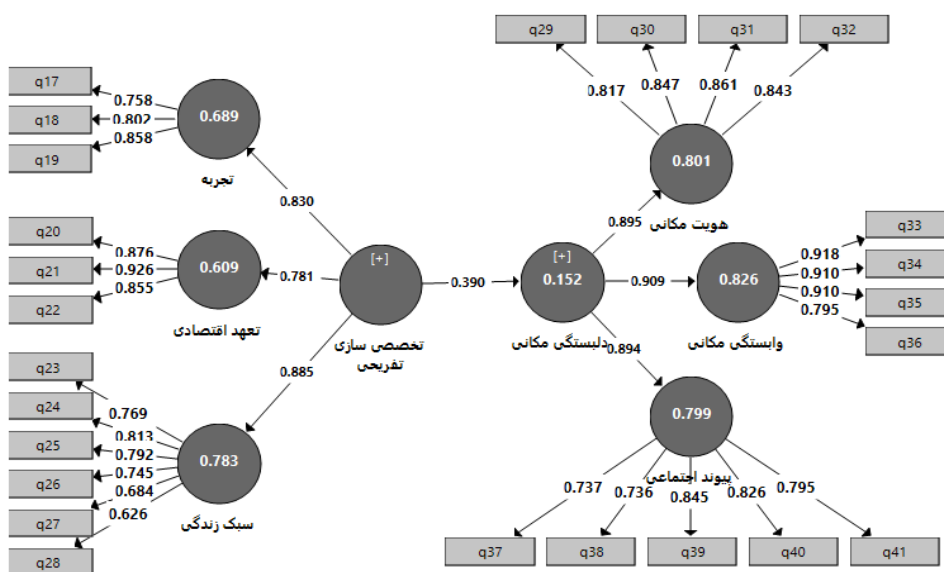 q29
q30
q31
q32
0.817
0.847
0.861
0.843
0.801
هویت مکانی
q17
q18
q19
0.758
0.802
0.858
0.689
تجربه
0.830
q20
q21
q22
0.876
0.926
0.855
0.609
تعهد اقتصادی
0.781
[+]
تخصصی سازی
تفریحی
0.390
[+]
0.152
دلبستگی مکانی
0.895
0.909
0.894
0.826
وابستگی مکانی
0.918
0.910
0.910
0.795
q33
q34
q35
q36
0.885
q23
q24
q25
q26
q27
q28
0.769
0.813
0.792
0.745
0.684
0.626
0.783
سبک زندگی
0.799
پیوند اجتماعی
0.737
0.736
0.845
0.826
0.795
q37
q38
q39
q40
q41